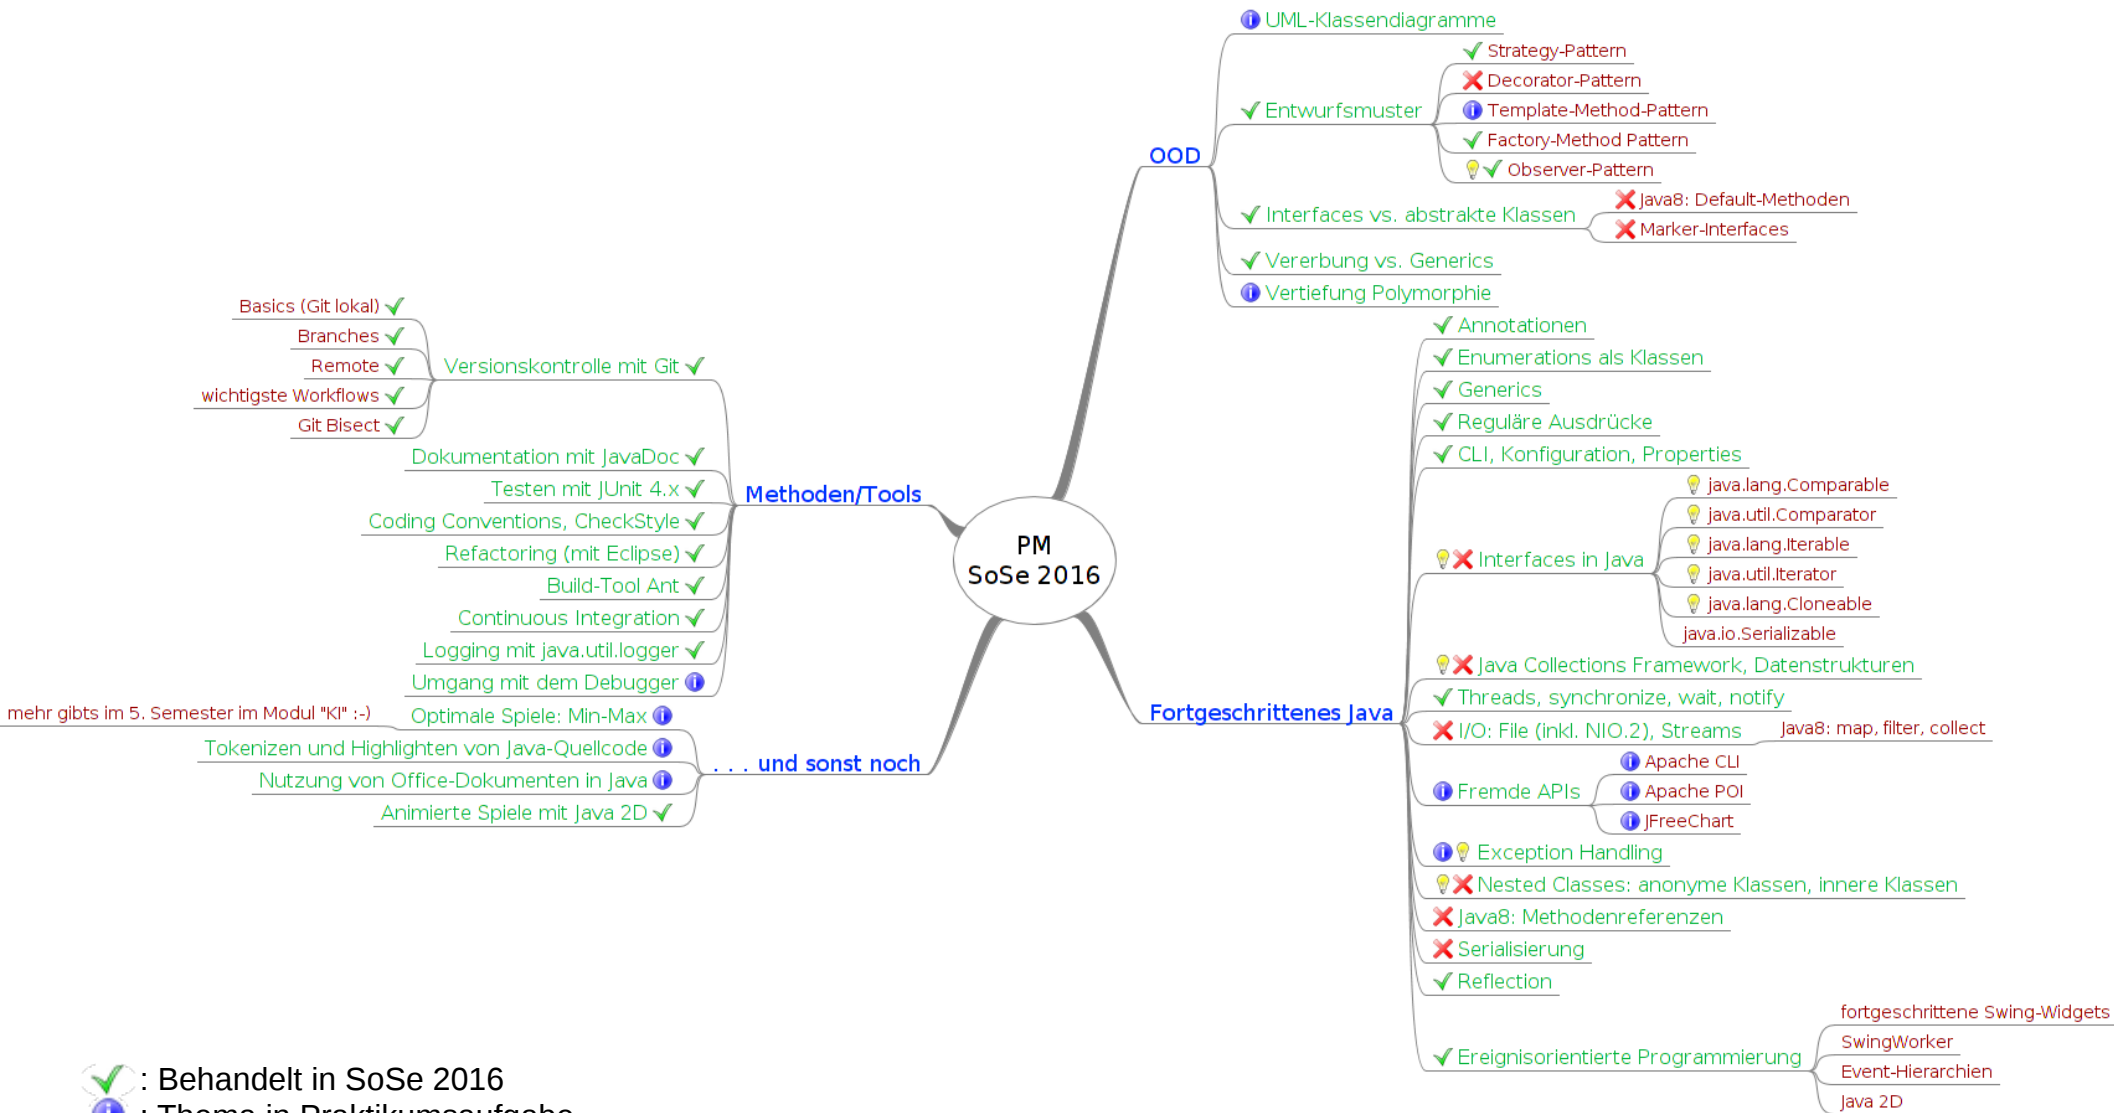 PM
SoSe 2016
OOD
UML-Klassendiagramme
Entwurfsmuster
Strategy-Pattern
Decorator-Pattern
Template-Method-Pattern
Factory-Method Pattern
Observer-Pattern
Interfaces vs. abstrakte Klassen
Java8: Default-Methoden
Marker-Interfaces
Vererbung vs. Generics
Vertiefung Polymorphie
Fortgeschrittenes Java
Annotationen
Enumerations als Klassen
Generics
Reguläre Ausdrücke
CLI, Konfiguration, Properties
Interfaces in Java
java.lang.Comparable
java.util.Comparator
java.lang.Iterable
java.util.Iterator
java.lang.Cloneable
java.io.Serializable
Java Collections Framework, Datenstrukturen
Threads, synchronize, wait, notify
I/O: File (inkl. NIO.2), Streams
Java8: map, filter, collect
Fremde APIs
Apache CLI
Apache POI
JFreeChart
Exception Handling
Nested Classes: anonyme Klassen, innere Klassen
Java8: Methodenreferenzen
Serialisierung
Reflection
Ereignisorientierte Programmierung
fortgeschrittene Swing-Widgets
SwingWorker
Event-Hierarchien
Java 2D
Methoden/Tools
Versionskontrolle mit Git
Basics (Git lokal)
Branches
Remote
wichtigste Workflows
Git Bisect
Dokumentation mit JavaDoc
Testen mit JUnit 4.x
Coding Conventions, CheckStyle
Refactoring (mit Eclipse)
Build-Tool Ant
Continuous Integration
Logging mit java.util.logger
Umgang mit dem Debugger
. . . und sonst noch
Optimale Spiele: Min-Max
mehr gibts im 5. Semester im Modul "KI" :-)
Tokenizen und Highlighten von Java-Quellcode
Nutzung von Office-Dokumenten in Java
Animierte Spiele mit Java 2D
: Behandelt in SoSe 2016
: Thema in Praktikumsaufgabe